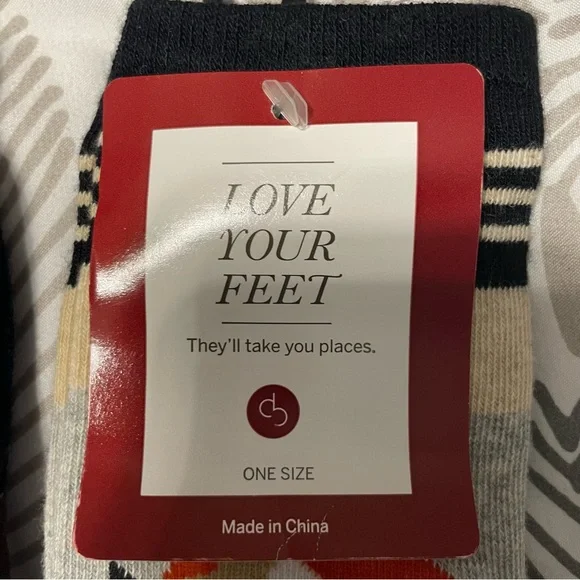 LOVE
YOUR
FEET
They'll take you places.
ONE SIZE
Made in China